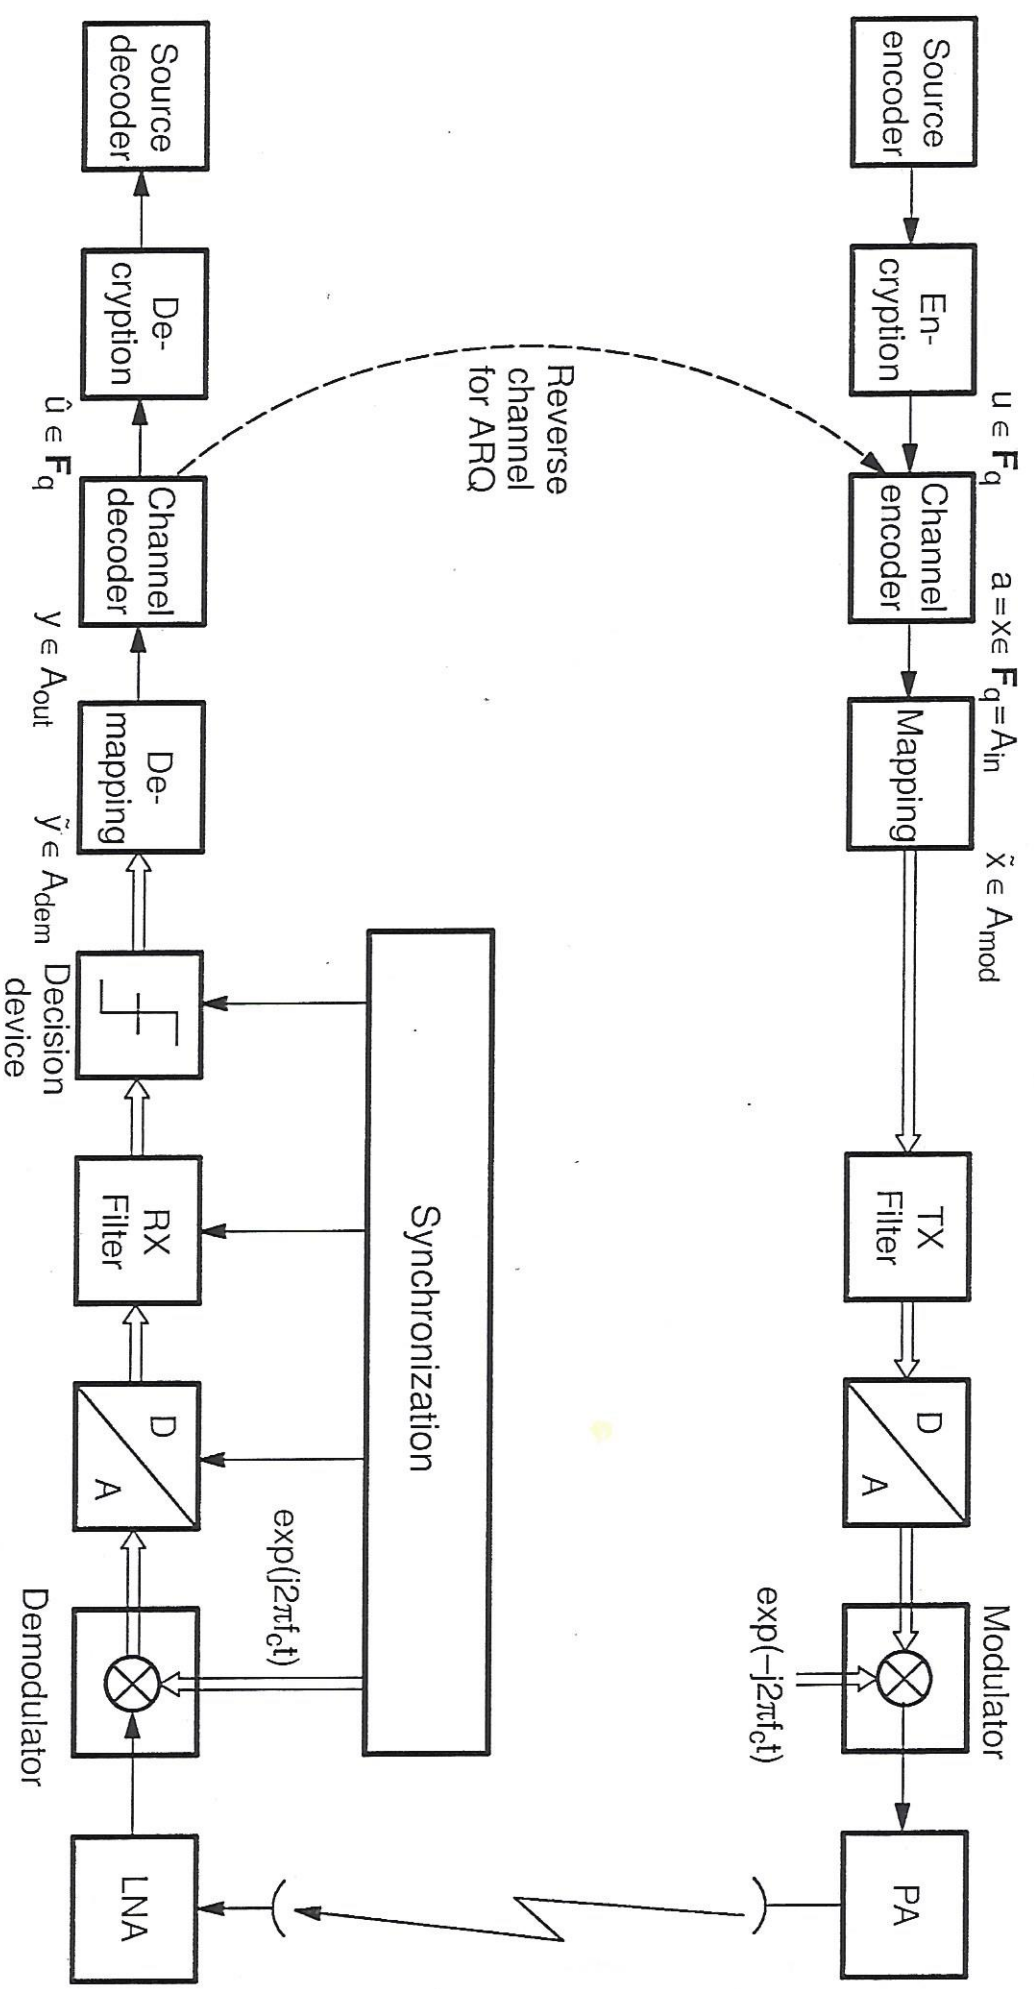 Source
encoder
En-
cryption
u ∈ F_q
Channel
encoder
a=x∈ F_q=A_in
Mapping
x̃ ∈ A_mod
TX
Filter
D
A
Modulator
exp(−j2πf_ct)
PA
Reverse
channel
for ARQ
Synchronization
exp(j2πf_ct)
Source
decoder
De-
cryption
û ∈ F_q
Channel
decoder
y ∈ A_out
De-
mapping
ỹ ∈ A_dem
Decision
device
RX
Filter
D
A
Demodulator
LNA